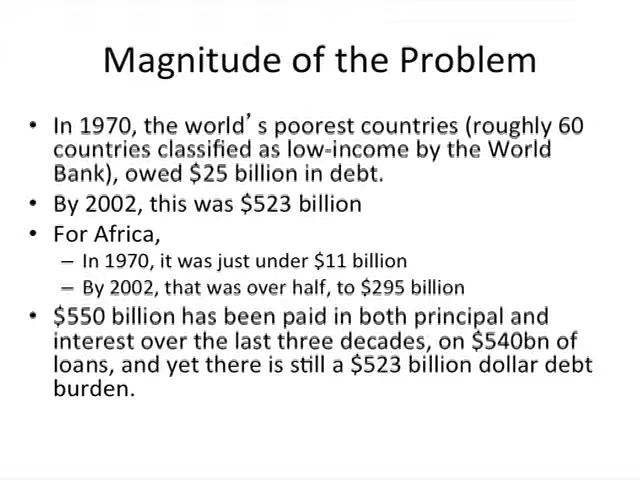 Magnitude of the Problem
• In 1970, the world's poorest countries (roughly 60
countries classified as low-income by the World
Bank), owed $25 billion in debt.
• By 2002, this was $523 billion
• For Africa,
– In 1970, it was just under $11 billion
– By 2002, that was over half, to $295 billion
• $550 billion has been paid in both principal and
interest over the last three decades, on $540bn of
loans, and yet there is still a $523 billion dollar debt
burden.